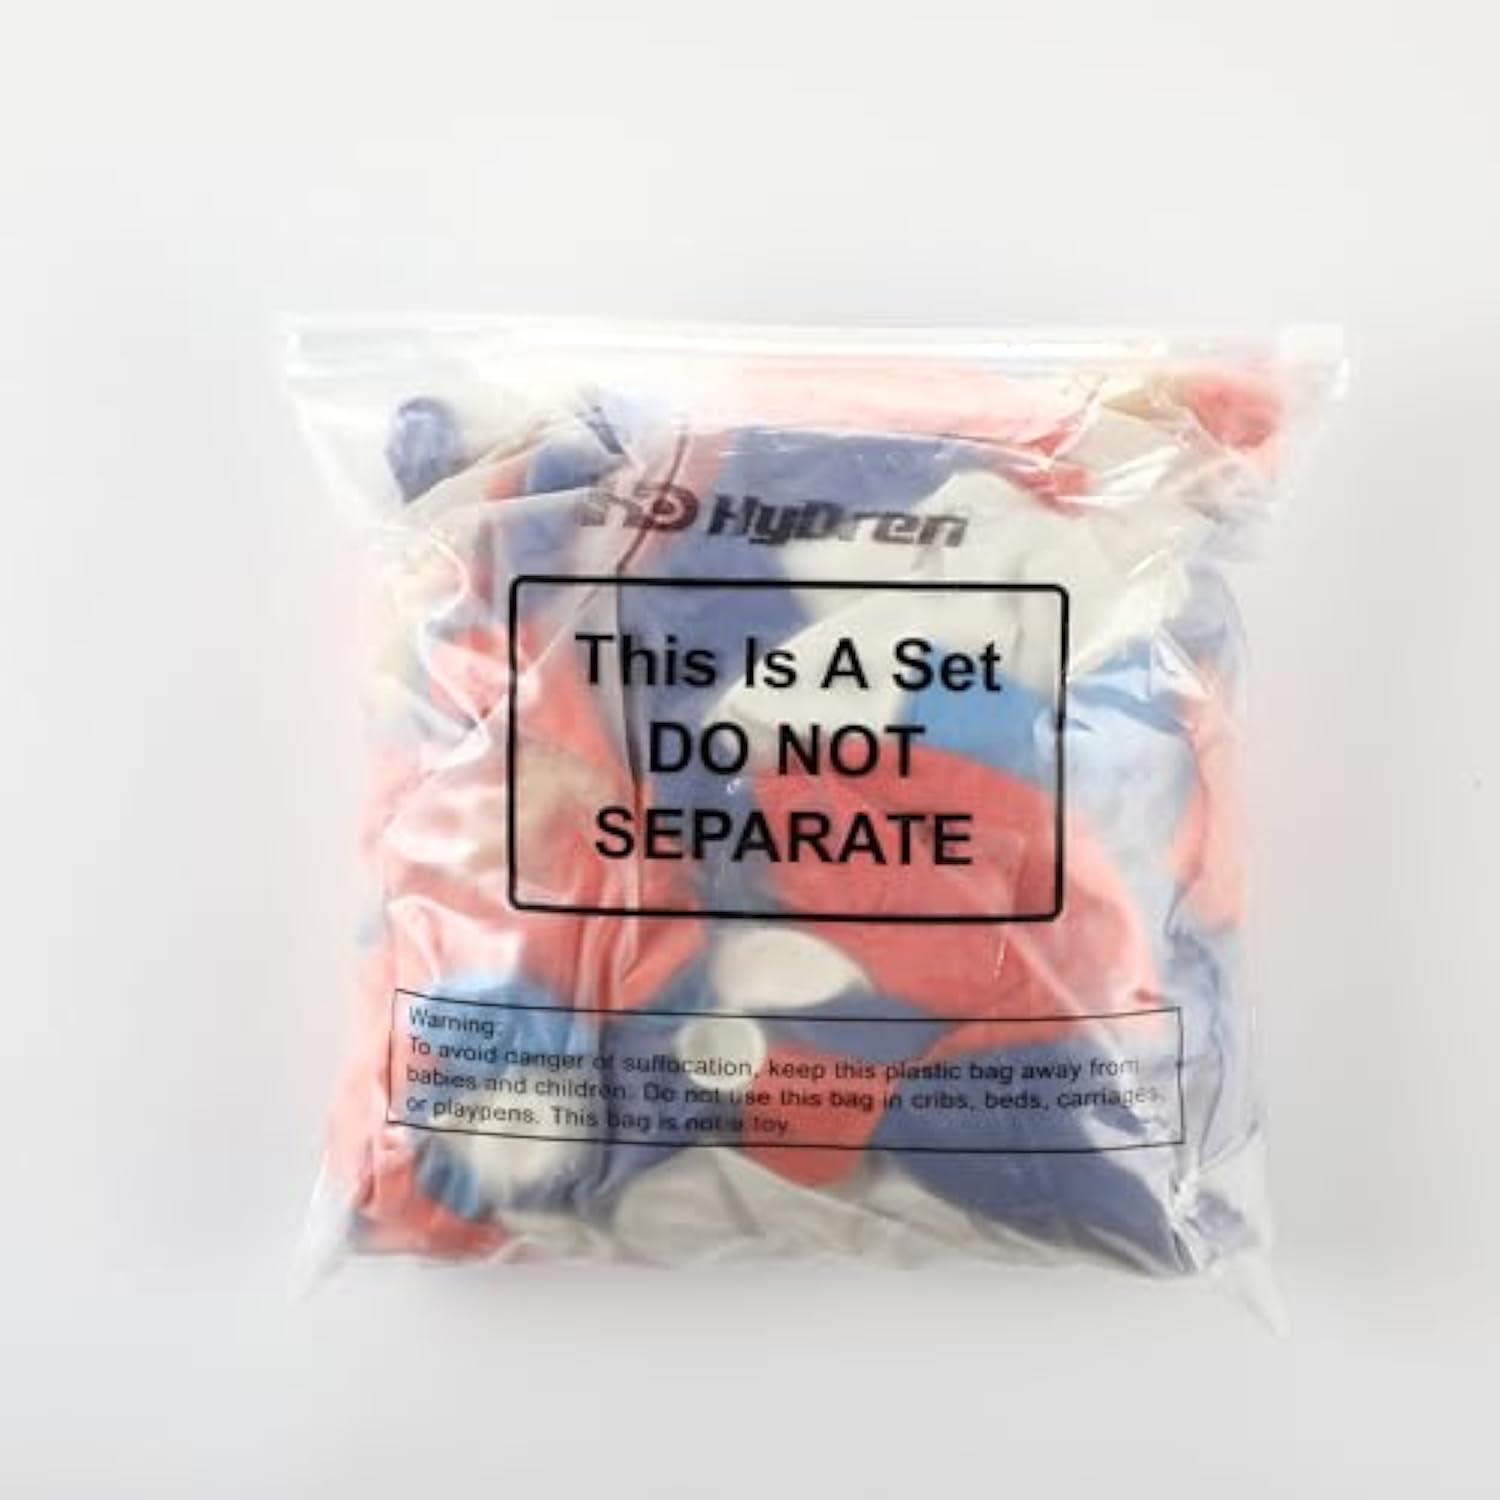 HD HyDren
This Is A Set
DO NOT
SEPARATE
Warning:
To avoid danger of suffocation, keep this plastic bag away from
babies and children. Do not use this bag in cribs, beds, carriages,
or playpens. This bag is not a toy